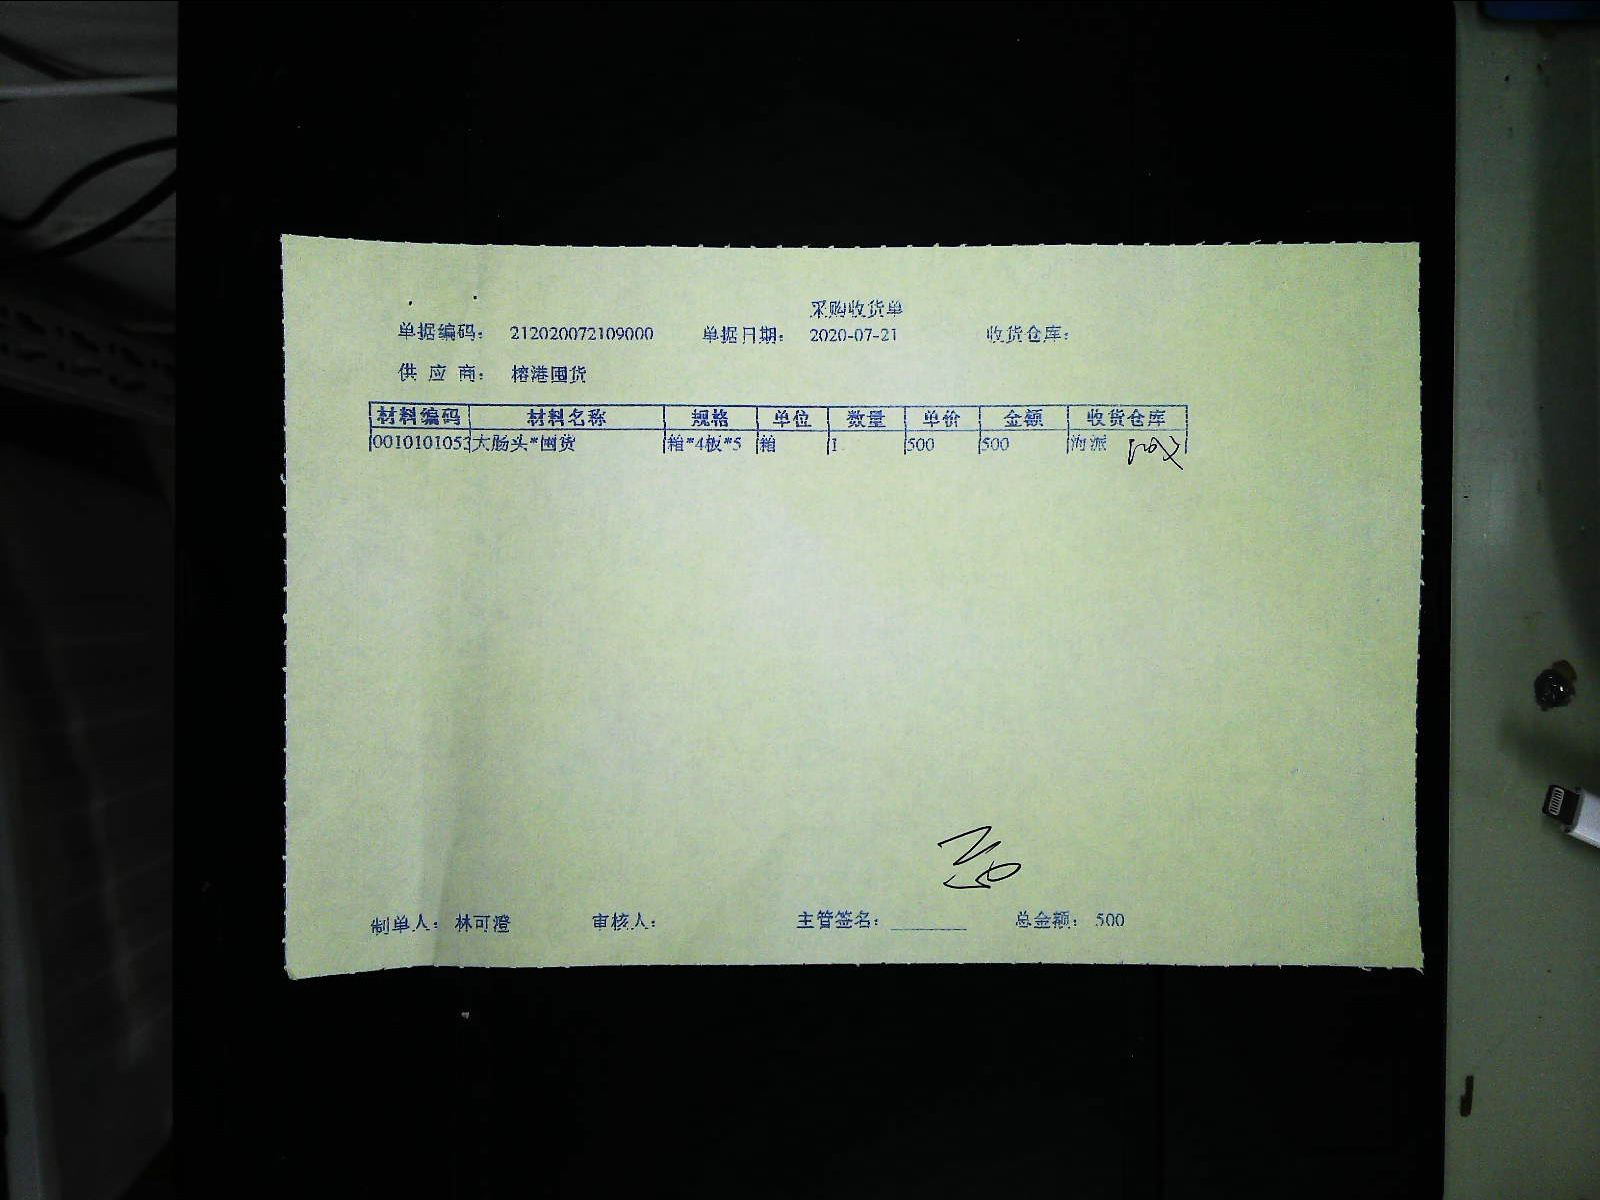 采购收货单
单据编码： 212020072109000 单据日期： 2020-07-21 收货仓库：
供应商： 榕港囤货
材料编码 材料名称 规格 单位 数量 单价 金额 收货仓库
0010101053 大肠头*囤货 箱*4板*5 箱 1 500 500 海派
制单人： 林可澄 审核人： 主管签名： 总金额： 500